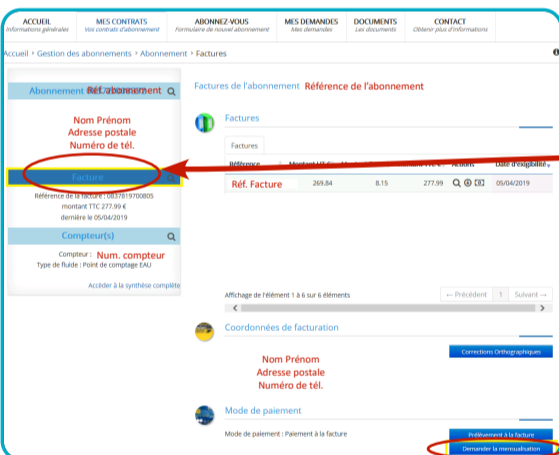 ACCUEIL
Informations générales
MES CONTRATS
Vos contrats d'abonnement
ABONNEZ-VOUS
Formulaire de nouvel abonnement
MES DEMANDES
Mes demandes
DOCUMENTS
Les documents
CONTACT
Obtenir plus d'informations
Accueil > Gestion des abonnements > Abonnement > Factures
Abonnement Réf. abonnement
Nom Prénom
Adresse postale
Numéro de tél.
Facture
Référence de la facture : 0837819700805
montant TTC 277.99 €
dernière le 05/04/2019
Compteur(s)
Compteur : Num. compteur
Type de fluide : Point de comptage EAU
Accéder à la synthèse complète
Factures de l'abonnement Référence de l'abonnement
Factures
Factures
Référence Montant HT Actions Date d'exigibilité
Réf. Facture 269.84 8.15 277.99 05/04/2019
Affichage de l'élément 1 à 6 sur 6 éléments
← Précédent 1 Suivant →
Coordonnées de facturation
Corrections Orthographiques
Nom Prénom
Adresse postale
Numéro de tél.
Mode de paiement
Mode de paiement : Paiement à la facture
Prélèvement à la facture
Demander la mensualisation